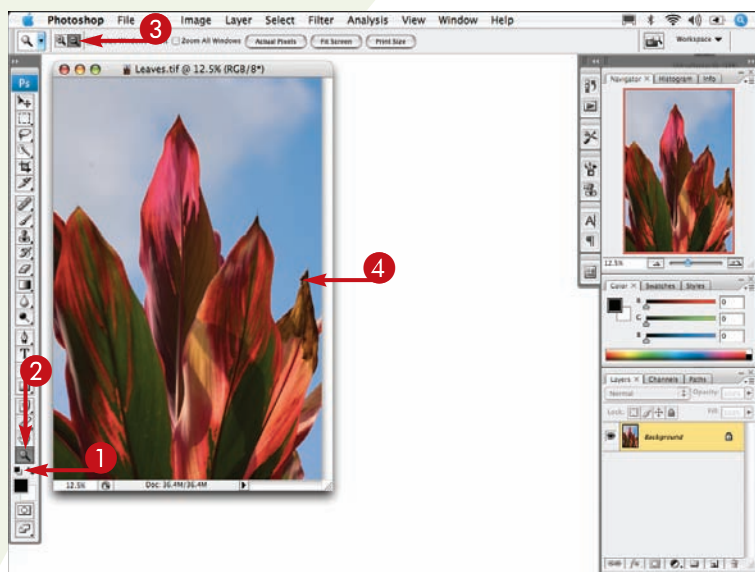 Photoshop File Image Layer Select Filter Analysis View Window Help
3
Zoom All Windows Actual Pixels Fit Screen Print Size Workspace
Leaves.tif @ 12.5% (RGB/8*)
Ps
Navigator × Histogram Info
12.5%
Color × Swatches Styles
R 0
G 0
B 0
Layers × Channels Paths
Normal Opacity:
Lock: Fill:
Background
4
2
1
T
A
¶
12.5% Doc: 36.4M/36.4M
fx